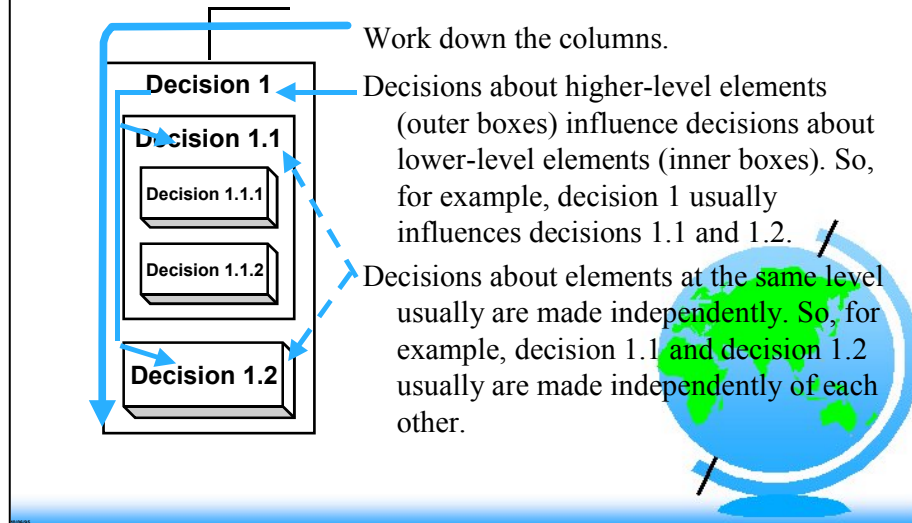 Work down the columns.
Decision 1
Decisions about higher-level elements
(outer boxes) influence decisions about
lower-level elements (inner boxes). So,
for example, decision 1 usually
influences decisions 1.1 and 1.2.
Decision 1.1
Decision 1.1.1
Decision 1.1.2
Decisions about elements at the same level
usually are made independently. So, for
example, decision 1.1 and decision 1.2
usually are made independently of each
other.
Decision 1.2